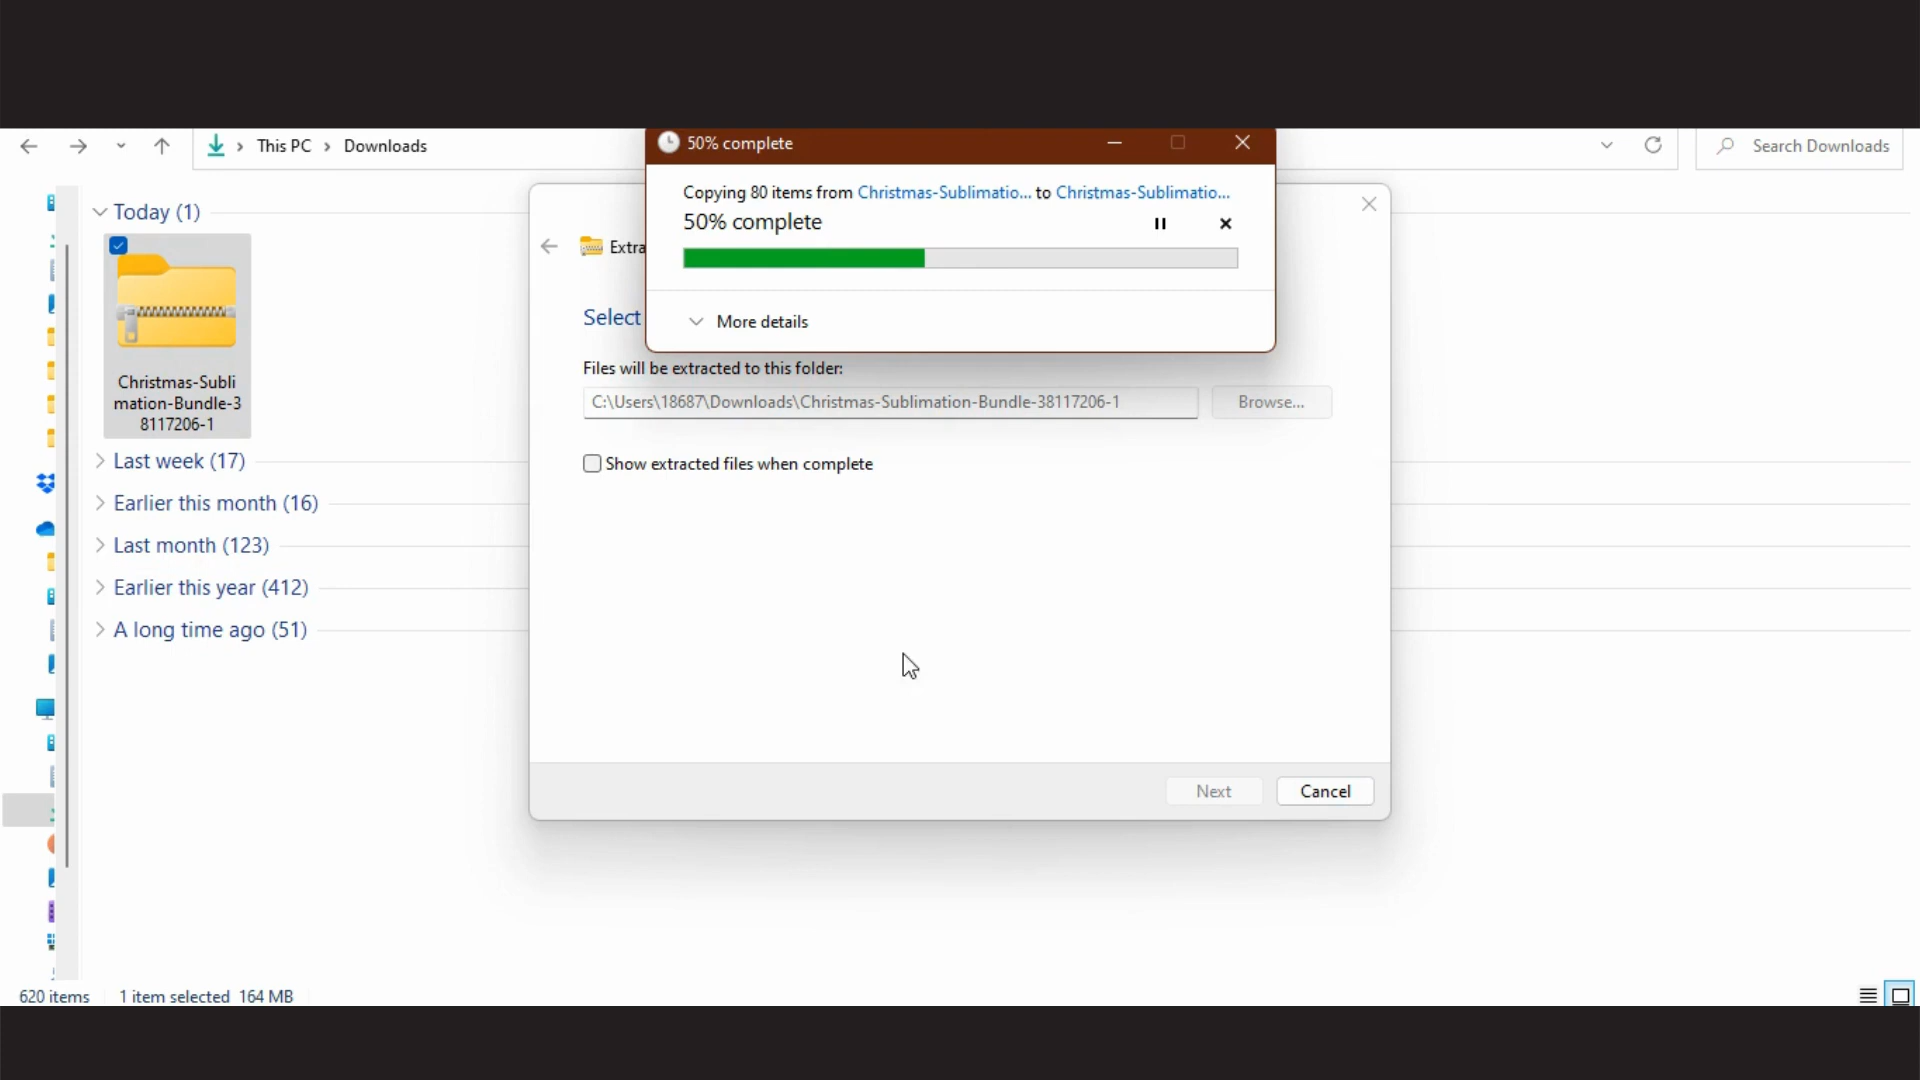 This PC > Downloads
Search Downloads
50% complete
Copying 80 items from Christmas-Sublimatio... to Christmas-Sublimatio...
50% complete
More details
Extra
Select
Files will be extracted to this folder:
C:\Users\18687\Downloads\Christmas-Sublimation-Bundle-38117206-1
Browse...
Show extracted files when complete
Next
Cancel
Today (1)
Christmas-Subli
mation-Bundle-3
8117206-1
Last week (17)
Earlier this month (16)
Last month (123)
Earlier this year (412)
A long time ago (51)
620 items
1 item selected 164 MB